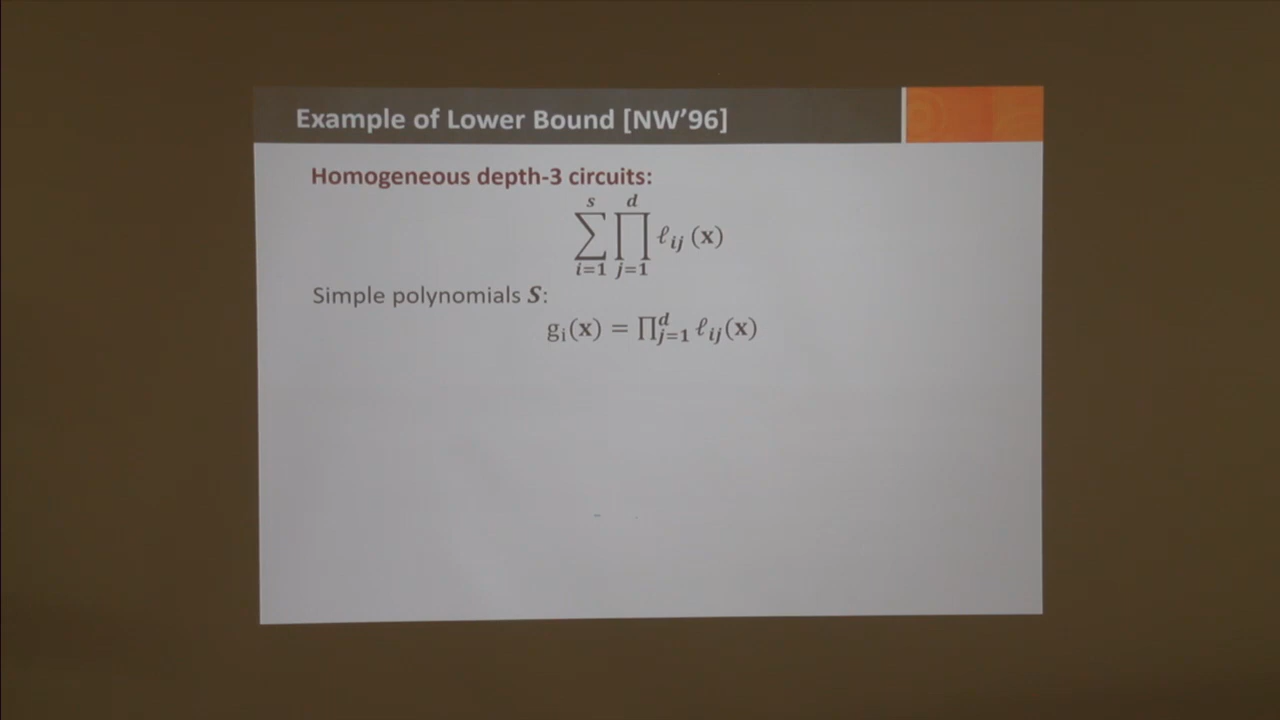 Example of Lower Bound [NW’96]
Homogeneous depth-3 circuits:
∑_{i=1}^{s} ∏_{j=1}^{d} ℓ_{ij} (x)
Simple polynomials S:
g_i(x) = ∏_{j=1}^{d} ℓ_{ij}(x)